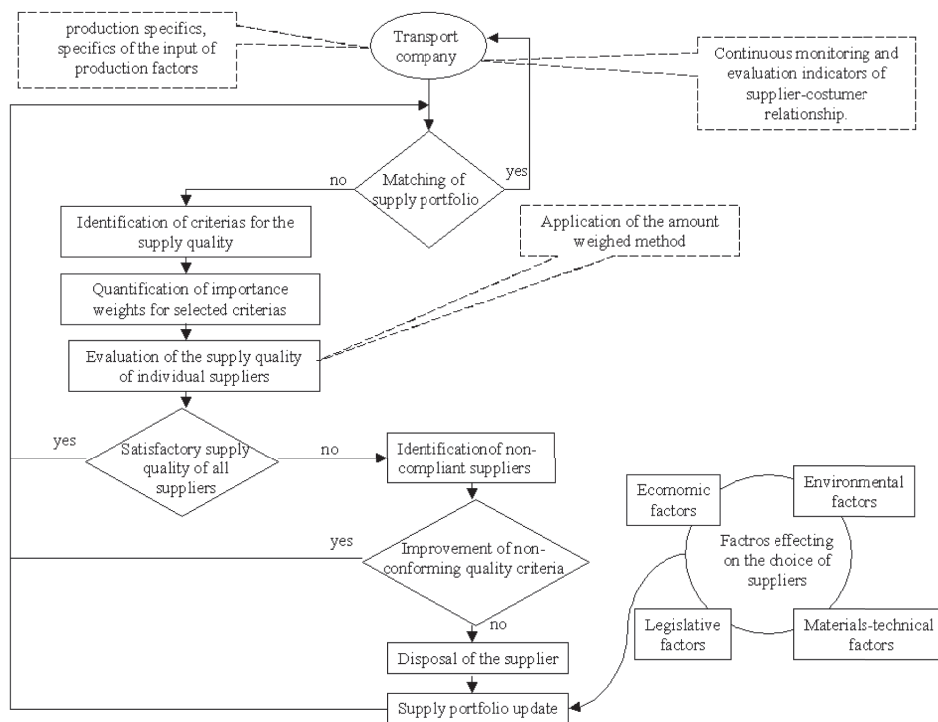 production specifics,
specifics of the input of
production factors
Transport
company
Continuous monitoring and
evaluation indicators of
supplier-costumer
relationship.
no
Matching of
supply portfolio
yes
Identification of criterias for the
supply quality
Application of the amount
weighed method
Quantification of importance
weights for selected criterias
Evaluation of the supply quality
of individual suppliers
yes
Satisfactory supply
quality of all
suppliers
no
Identification of non-
compliant suppliers
Ecomomic
factors
Environmental
factors
yes
Improvement of non-
conforming quality criteria
Factros effecting
on the choice of
suppliers
no
Legislative
factors
Materials-technical
factors
Disposal of the supplier
Supply portfolio update